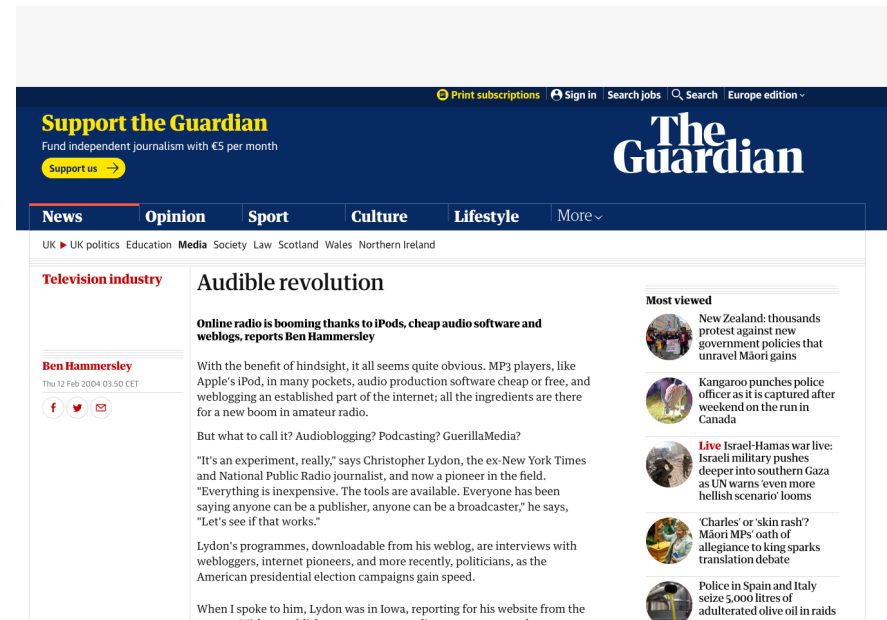 Print subscriptions Sign in Search jobs Search Europe edition
Support the Guardian
Fund independent journalism with €5 per month
Support us
The
Guardian
News Opinion Sport Culture Lifestyle More
UK UK politics Education Media Society Law Scotland Wales Northern Ireland
Television industry
Ben Hammersley
Thu 12 Feb 2004 03.50 CET
Audible revolution
Online radio is booming thanks to iPods, cheap audio software and
weblogs, reports Ben Hammersley
With the benefit of hindsight, it all seems quite obvious. MP3 players, like
Apple's iPod, in many pockets, audio production software cheap or free, and
weblogging an established part of the internet; all the ingredients are there
for a new boom in amateur radio.
But what to call it? Audioblogging? Podcasting? GuerillaMedia?
"It's an experiment, really," says Christopher Lydon, the ex-New York Times
and National Public Radio journalist, and now a pioneer in the field.
"Everything is inexpensive. The tools are available. Everyone has been
saying anyone can be a publisher, anyone can be a broadcaster," he says,
"Let's see if that works."
Lydon's programmes, downloadable from his weblog, are interviews with
webloggers, internet pioneers, and more recently, politicians, as the
American presidential election campaigns gain speed.
When I spoke to him, Lydon was in Iowa, reporting for his website from the
Most viewed
New Zealand: thousands
protest against new
government policies that
unravel Māori gains
Kangaroo punches police
officer as it is captured after
weekend on the run in
Canada
Live Israel-Hamas war live:
Israeli military pushes
deeper into southern Gaza
as UN warns 'even more
hellish scenario' looms
'Charles' or 'skin rash'?
Māori MPs' oath of
allegiance to king sparks
translation debate
Police in Spain and Italy
seize 5,000 litres of
adulterated olive oil in raids